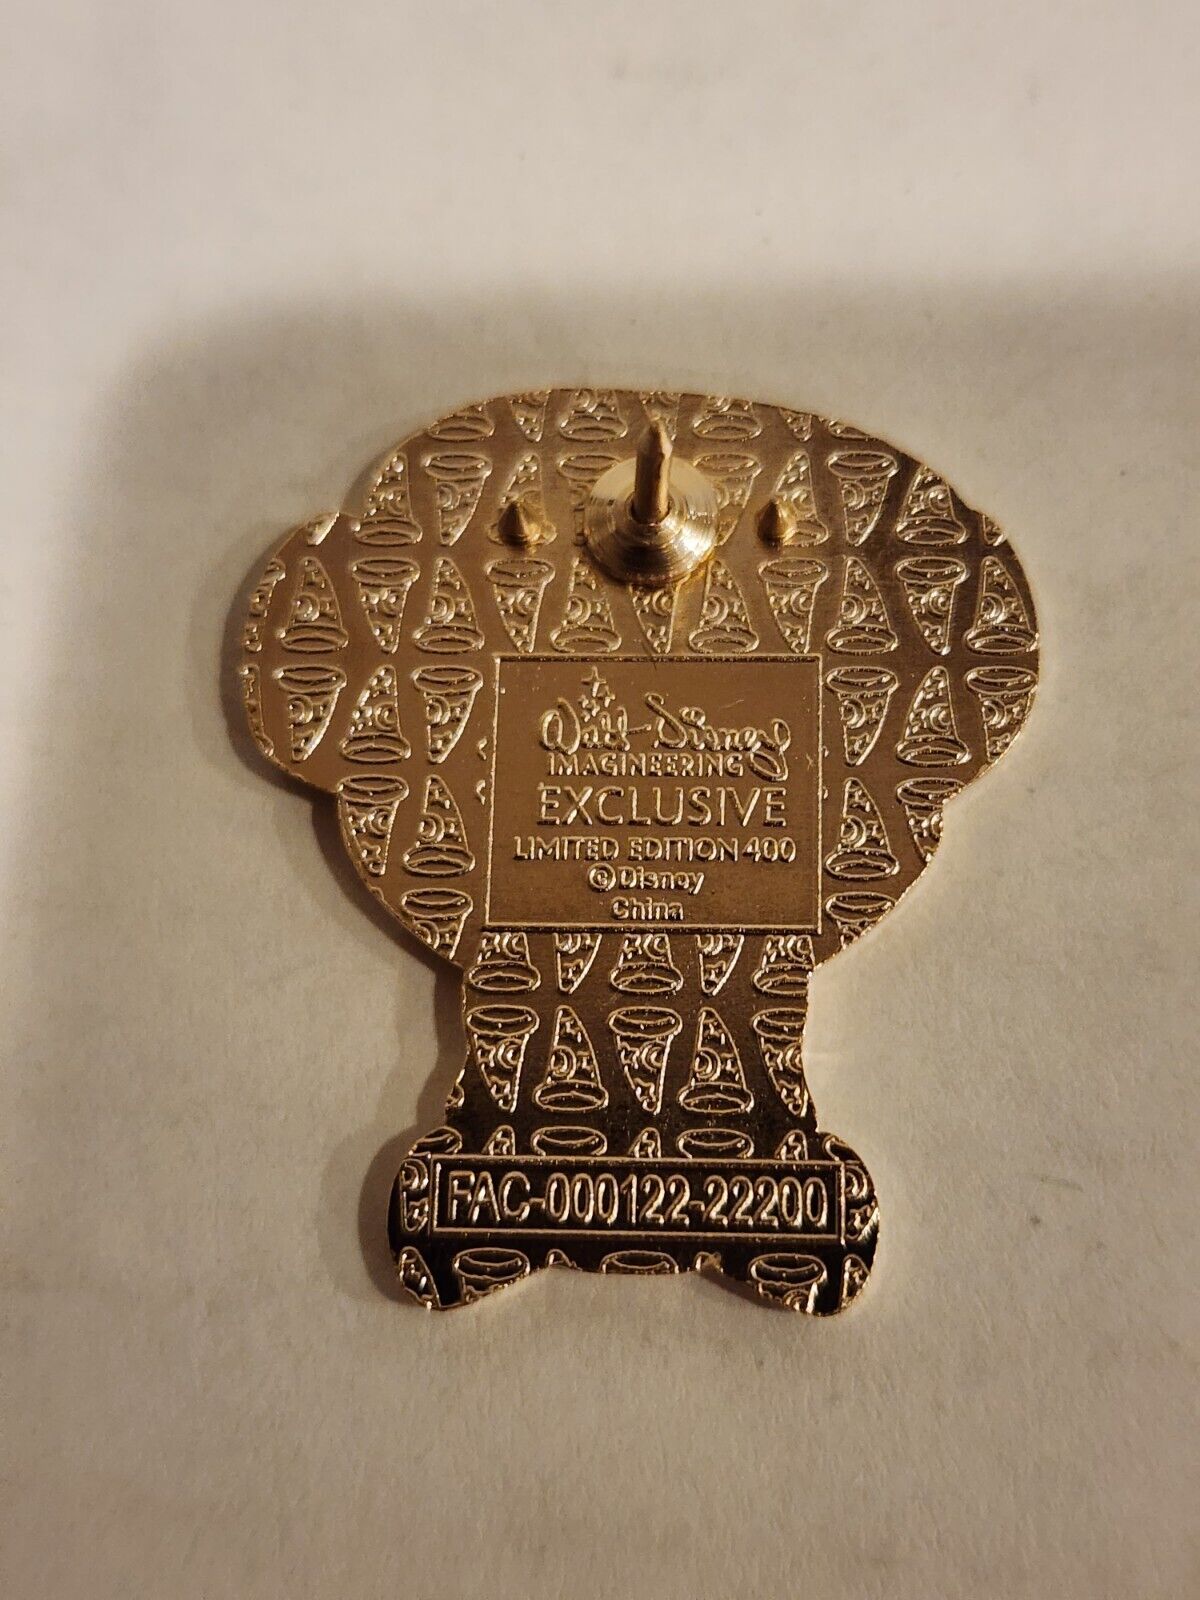 Walt Disney
IMAGINEERING
EXCLUSIVE
LIMITED EDITION 400
© Disney
China
FAC-000122-22200